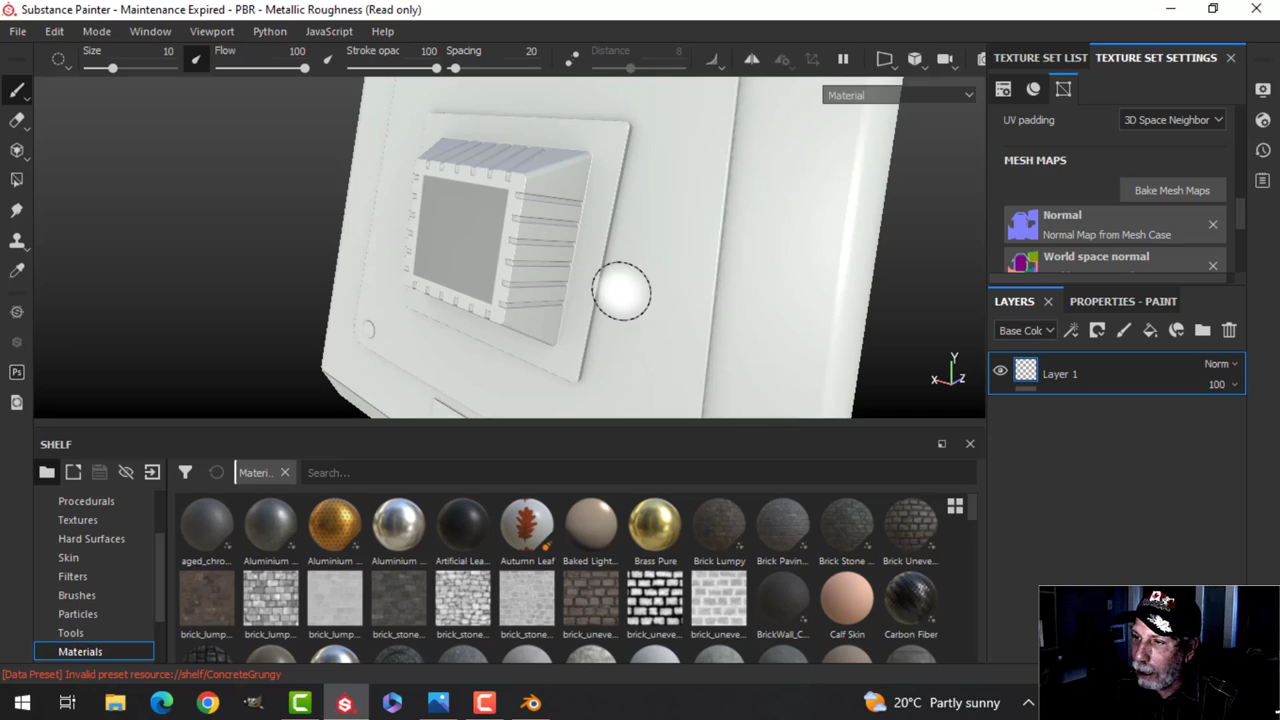 Substance Painter - Maintenance Expired - PBR - Metallic Roughness (Read only)
File Edit Mode Window Viewport Python JavaScript Help
Size 10 Flow 100 Stroke opac 100 Spacing 20 Distance 8
TEXTURE SET LIST TEXTURE SET SETTINGS
Material
UV padding 3D Space Neighbor
MESH MAPS
Bake Mesh Maps
Normal
Normal Map from Mesh Case
World space normal
LAYERS PROPERTIES - PAINT
Base Colc
Norm
Layer 1
100
Y
X Z
SHELF
Materi.. Search...
Procedurals
Textures
Hard Surfaces
Skin
Filters
Brushes
Particles
Tools
Materials
aged_chro... Aluminium ... Aluminium ... Aluminium ... Artificial Lea... Autumn Leaf Baked Light... Brass Pure Brick Lumpy Brick Pavin... Brick Stone ... Brick Uneve...
brick_lump... brick_lump... brick_lump... brick_stone... brick_stone... brick_stone... brick_uneve... brick_uneve... brick_uneve... BrickWall_C... Calf Skin Carbon Fiber
[Data Preset] Invalid preset resource://shelf/ConcreteGrungy
Ps
20°C Partly sunny